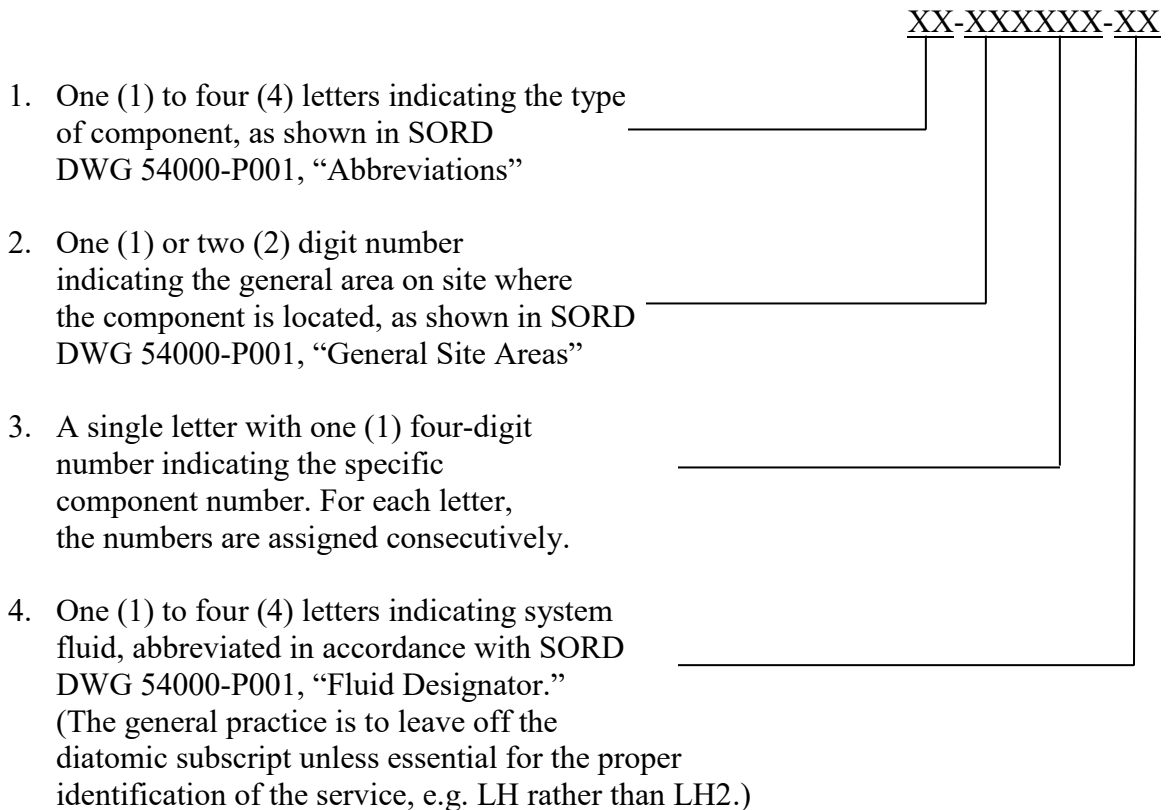 XX-XXXXXX-XX
1. One (1) to four (4) letters indicating the type
of component, as shown in SORD
DWG 54000-P001, “Abbreviations”
2. One (1) or two (2) digit number
indicating the general area on site where
the component is located, as shown in SORD
DWG 54000-P001, “General Site Areas”
3. A single letter with one (1) four-digit
number indicating the specific
component number. For each letter,
the numbers are assigned consecutively.
4. One (1) to four (4) letters indicating system
fluid, abbreviated in accordance with SORD
DWG 54000-P001, “Fluid Designator.”
(The general practice is to leave off the
diatomic subscript unless essential for the proper
identification of the service, e.g. LH rather than LH2.)